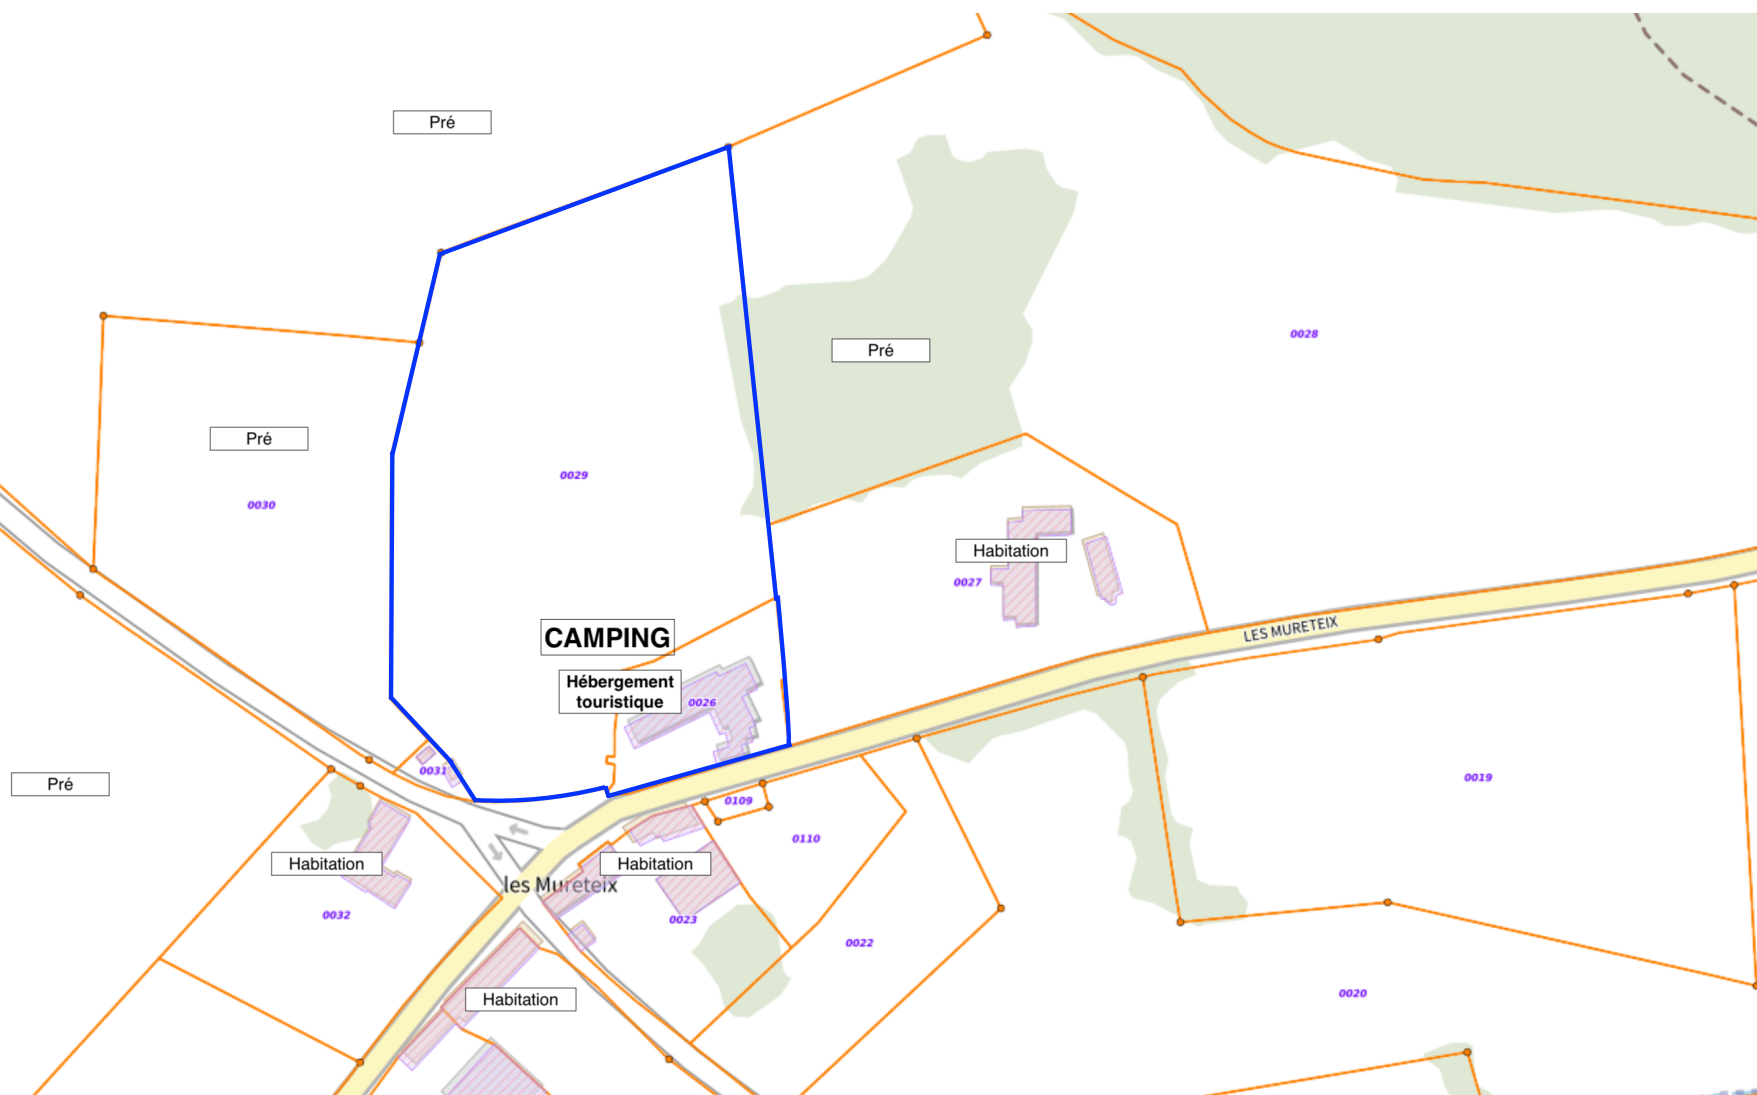 Pré
0028
Pré
Pré
0029
0030
Habitation
0027
LES MURETEIX
CAMPING
Hébergement
touristique
0026
0031
Pré
0019
0109
0110
Habitation
Habitation
les Mureteix
0032
0023
0022
Habitation
0020